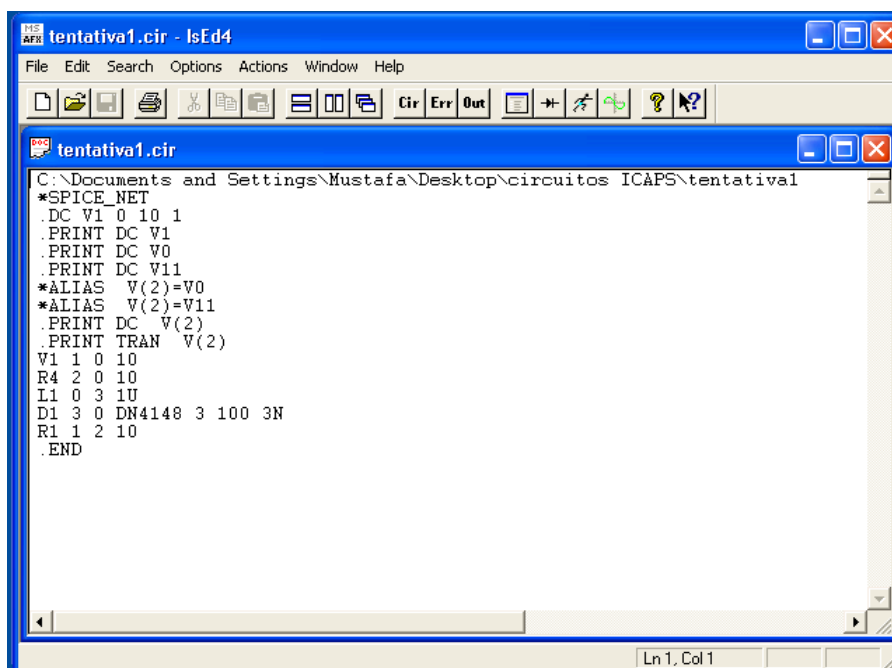 MS
AFX
tentativa1.cir - IsEd4
File Edit Search Options Actions Window Help
Cir Err Out
DOC
tentativa1.cir
C:\Documents and Settings\Mustafa\Desktop\circuitos ICAPS\tentativa1
*SPICE_NET
.DC V1 0 10 1
.PRINT DC V1
.PRINT DC V0
.PRINT DC V11
*ALIAS  V(2)=V0
*ALIAS  V(2)=V11
.PRINT DC  V(2)
.PRINT TRAN  V(2)
V1 1 0 10
R4 2 0 10
L1 0 3 1U
D1 3 0 DN4148 3 100 3N
R1 1 2 10
.END
Ln 1, Col 1